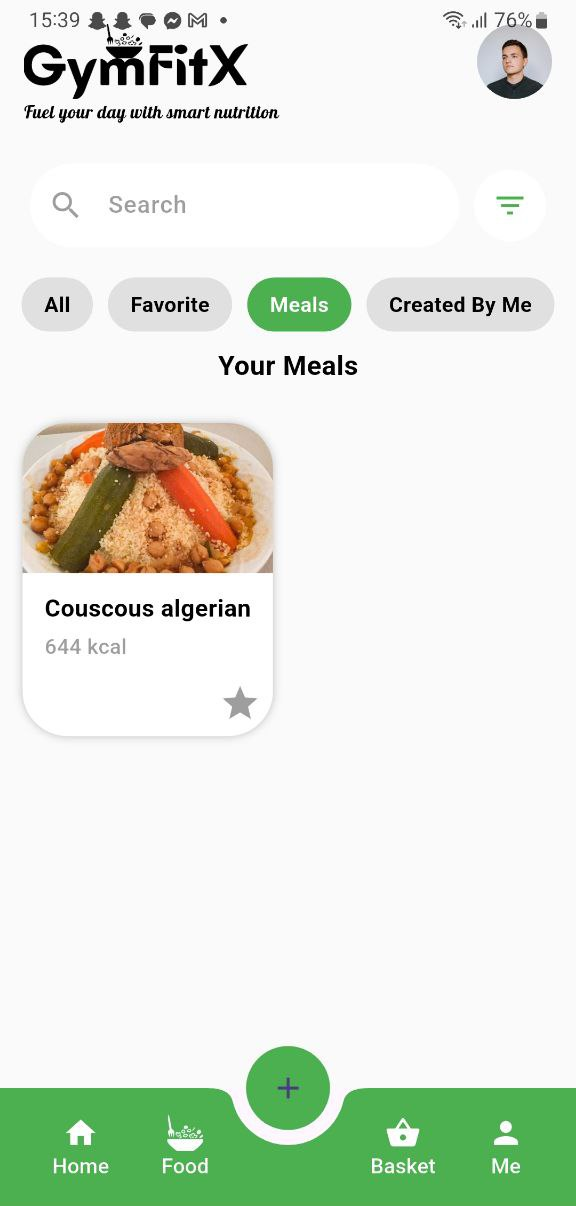 15:39
76%
GymFitX
Fuel your day with smart nutrition
Search
All Favorite Meals Created By Me
Your Meals
Couscous algerian
644 kcal
Home Food Basket Me